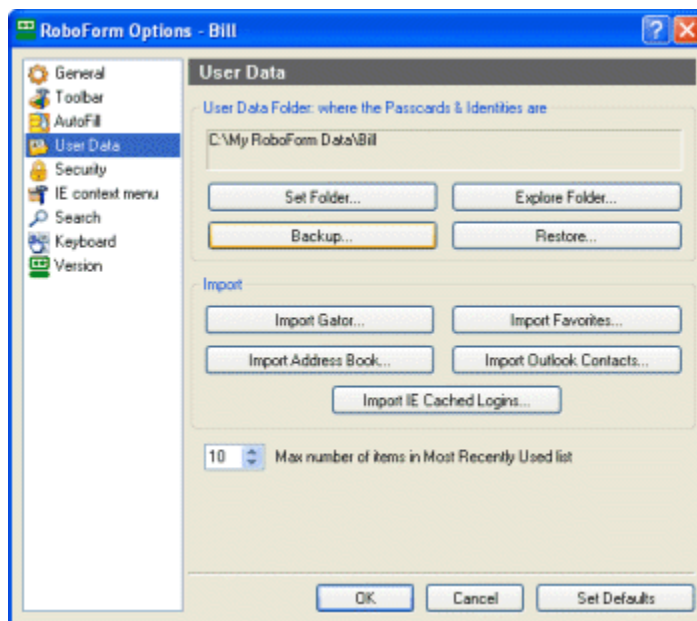 RoboForm Options - Bill
General
Toolbar
AutoFill
User Data
Security
IE context menu
Search
Keyboard
Version
User Data
User Data Folder: where the Passcards & Identities are
C:\My RoboForm Data\Bill
Set Folder... Explore Folder...
Backup... Restore...
Import
Import Gator... Import Favorites...
Import Address Book... Import Outlook Contacts...
Import IE Cached Logins...
10 Max number of items in Most Recently Used list
OK Cancel Set Defaults